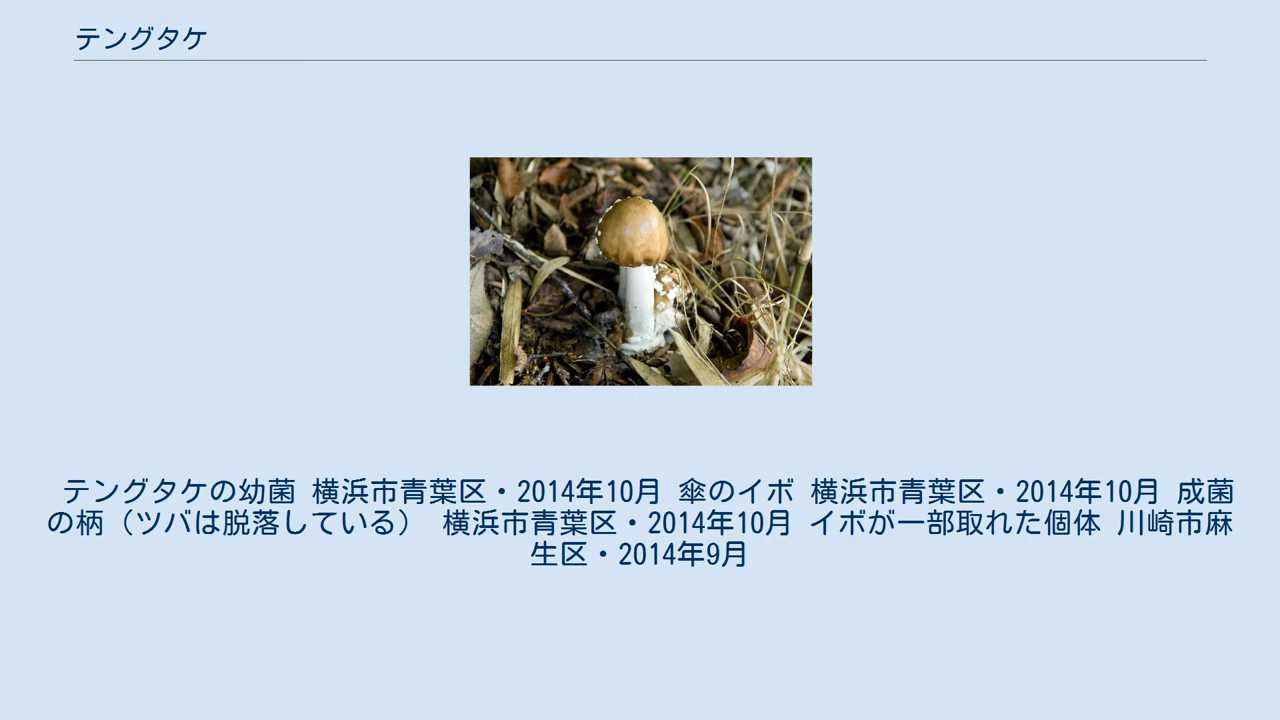 テングタケ
テングタケの幼菌 横浜市青葉区・2014年10月 傘のイボ 横浜市青葉区・2014年10月 成菌
の柄（ツバは脱落している） 横浜市青葉区・2014年10月 イボが一部取れた個体 川崎市麻
生区・2014年9月